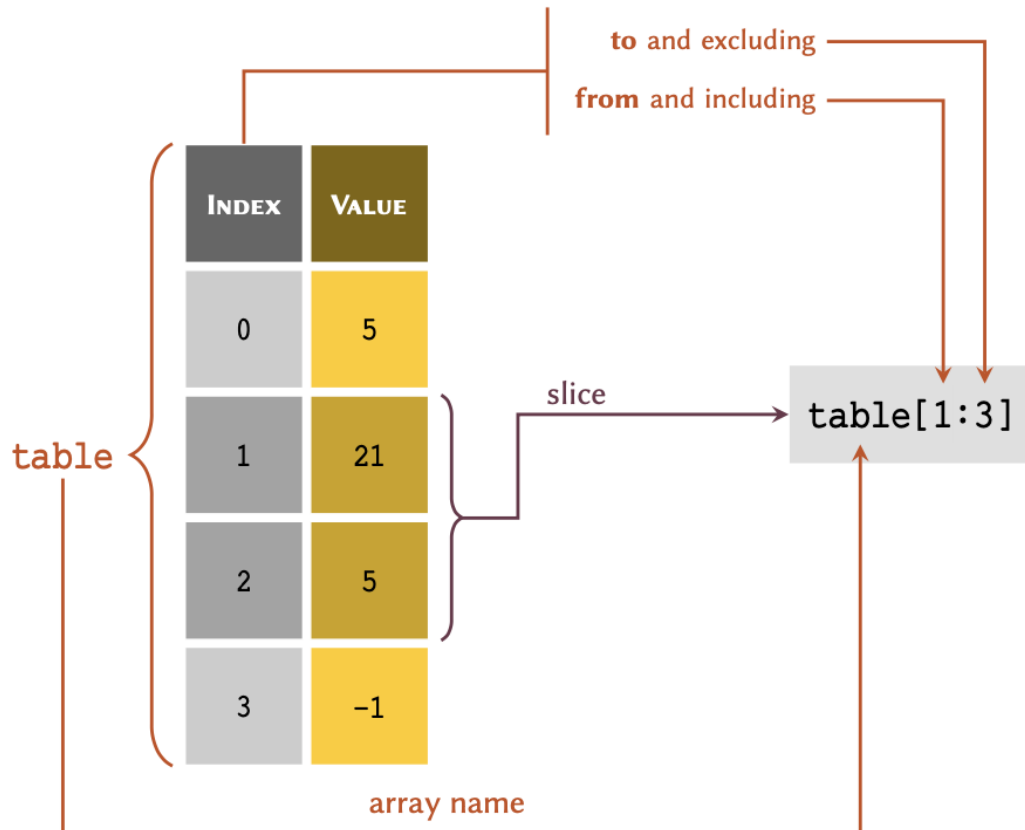 to and excluding
from and including
INDEX VALUE
0 5
slice
table[1:3]
1 21
table
2 5
3 –1
array name